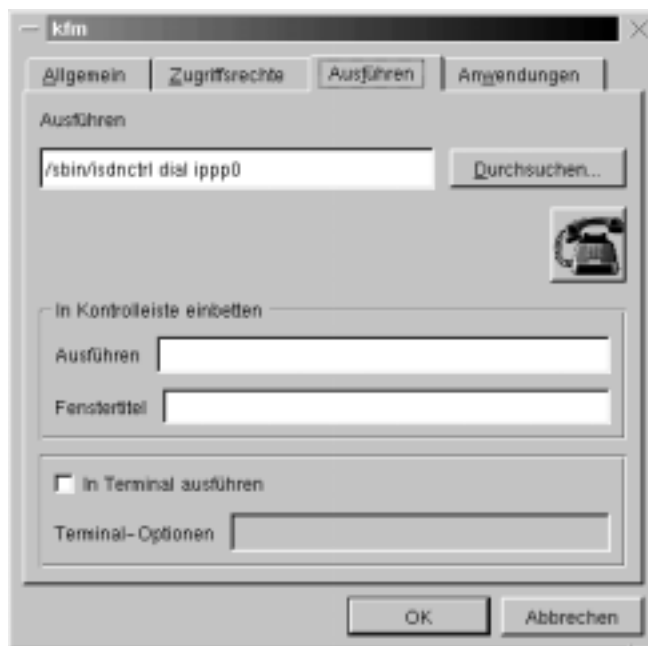 kfm
Allgemein Zugriffsrechte Ausführen Anwendungen
Ausführen
/sbin/isdnctrl dial ippp0 Durchsuchen...
In Kontrolleiste einbetten
Ausführen
Fenstertitel
In Terminal ausführen
Terminal-Optionen
OK Abbrechen